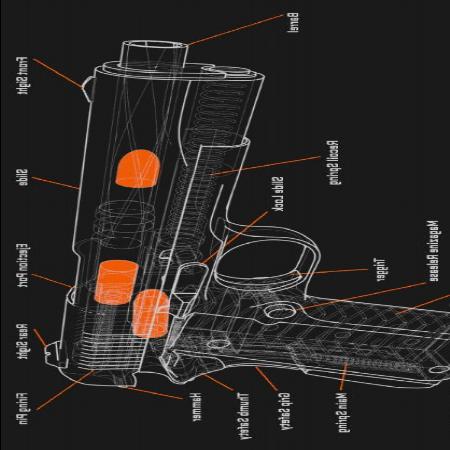 Barrel
Front Sight
Recoil Spring
Slide
Slide Lock
Magazine Release
Trigger
Ejection Port
Rear Sight
Firing Pin
Hammer
Thumb Safety
Grip Safety
Main Spring